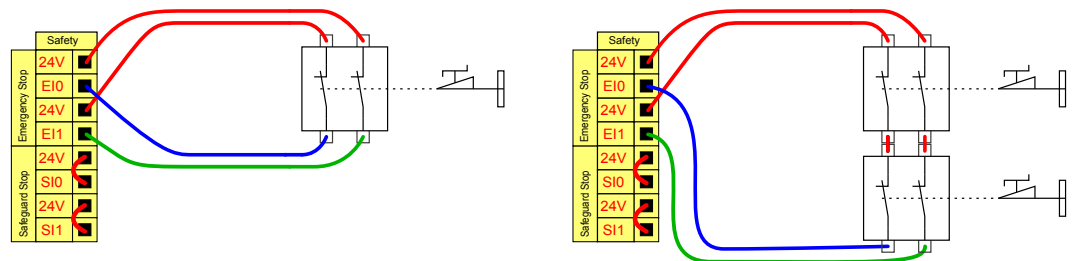 Safety
Emergency Stop
24V
EI0
24V
EI1
Safeguard Stop
24V
SI0
24V
SI1
Safety
Emergency Stop
24V
EI0
24V
EI1
Safeguard Stop
24V
SI0
24V
SI1